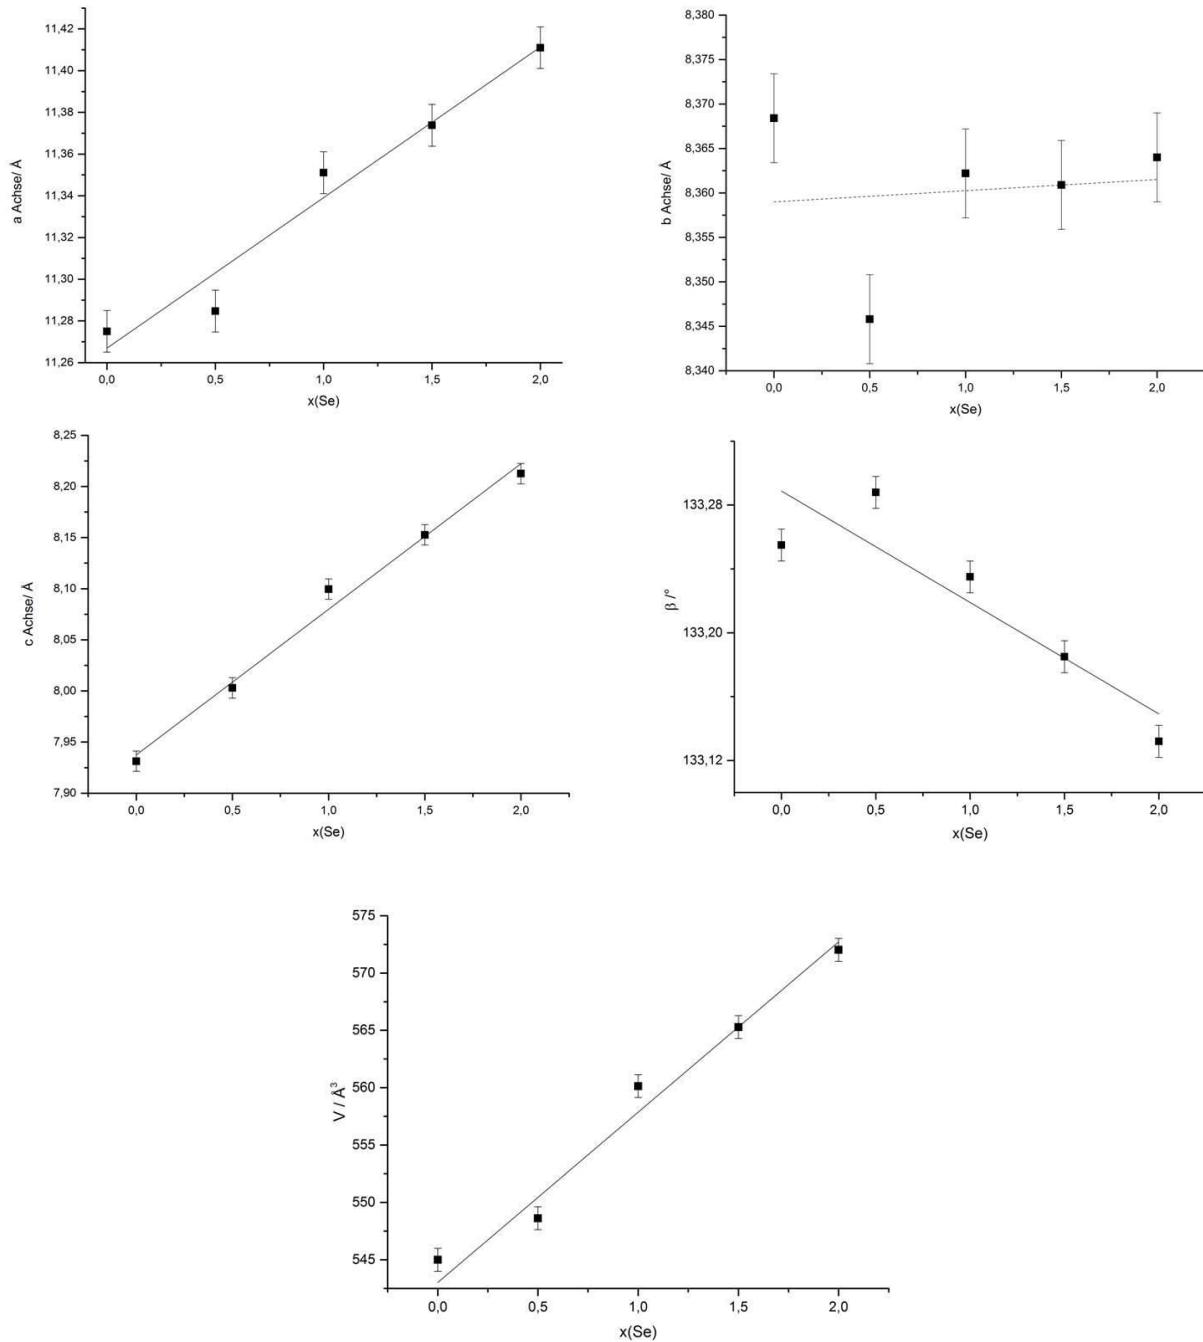 a Achse/ Å
11,42
11,40
11,38
11,36
11,34
11,32
11,30
11,28
11,26
0,0 0,5 1,0 1,5 2,0
x(Se)
b Achse/ Å
8,380
8,375
8,370
8,365
8,360
8,355
8,350
8,345
8,340
0,0 0,5 1,0 1,5 2,0
x(Se)
c Achse/ Å
8,25
8,20
8,15
8,10
8,05
8,00
7,95
7,90
0,0 0,5 1,0 1,5 2,0
x(Se)
β /°
133,28
133,20
133,12
0,0 0,5 1,0 1,5 2,0
x(Se)
V / Å³
575
570
565
560
555
550
545
0,0 0,5 1,0 1,5 2,0
x(Se)